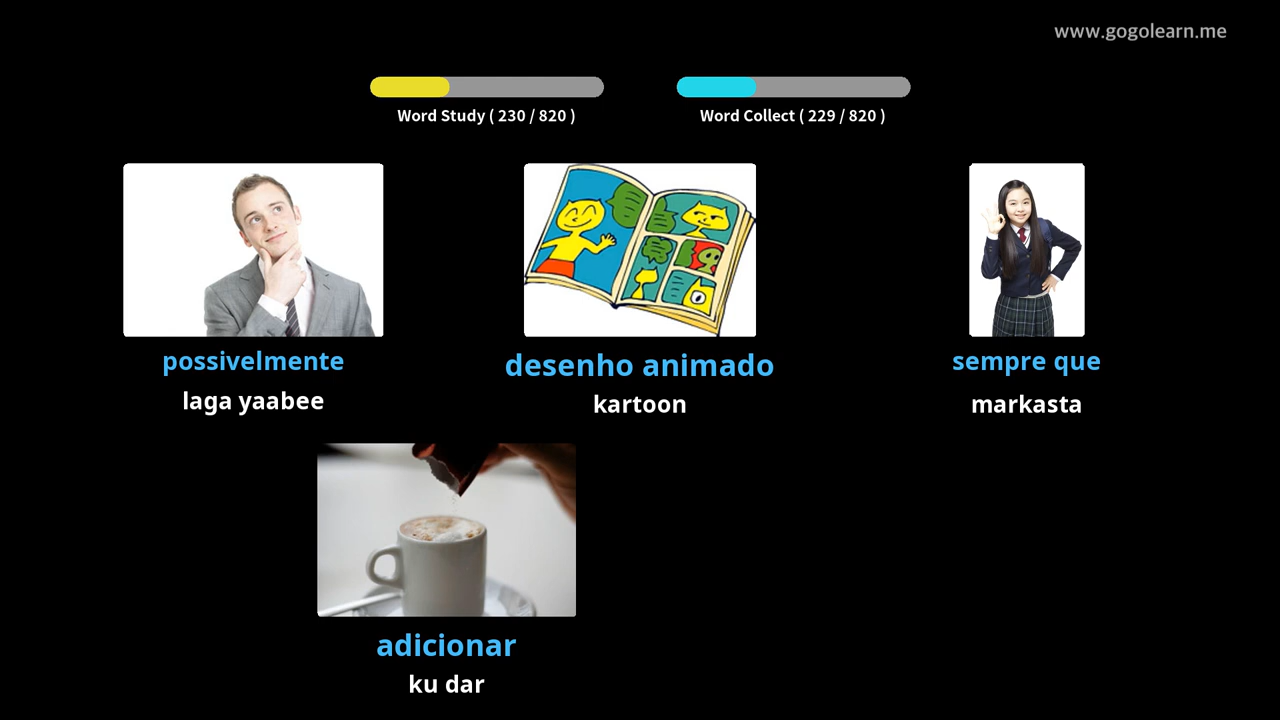 www.gogolearn.me
Word Study ( 230 / 820 )
Word Collect ( 229 / 820 )
possivelmente
laga yaabee
desenho animado
kartoon
sempre que
markasta
adicionar
ku dar